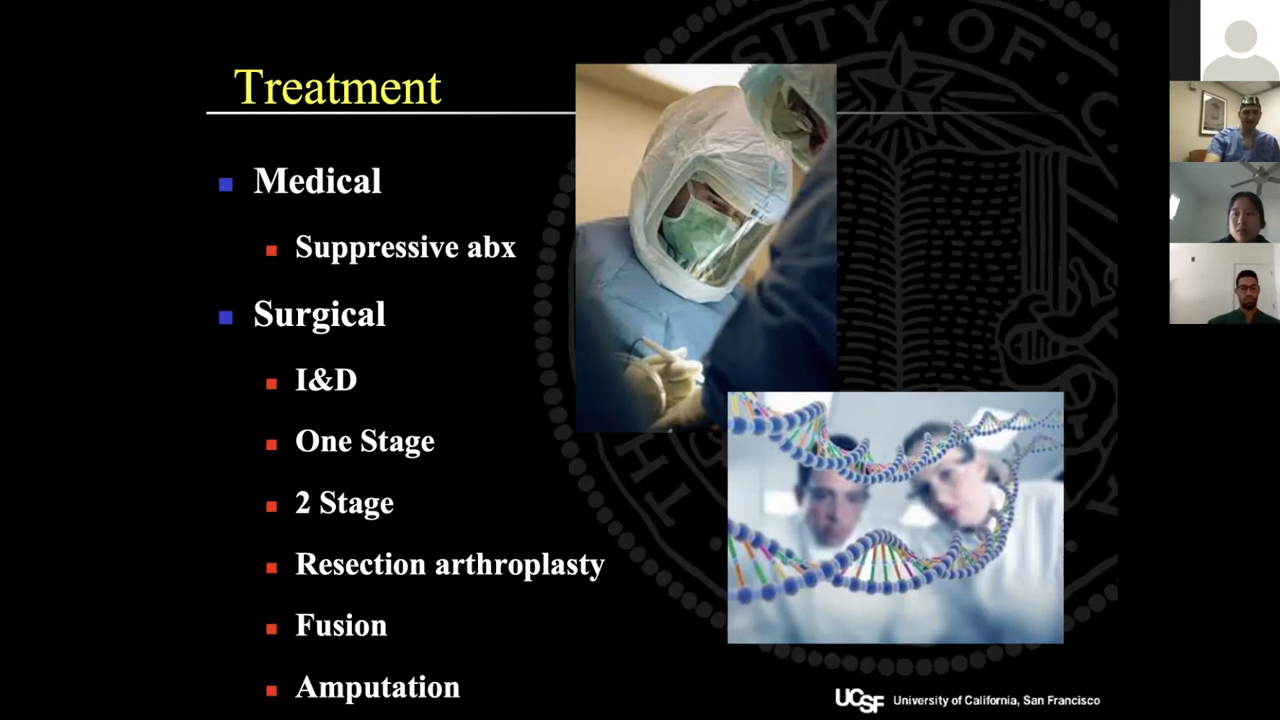 Treatment
Medical
Suppressive abx
Surgical
I&D
One Stage
2 Stage
Resection arthroplasty
Fusion
Amputation
UCSF University of California, San Francisco